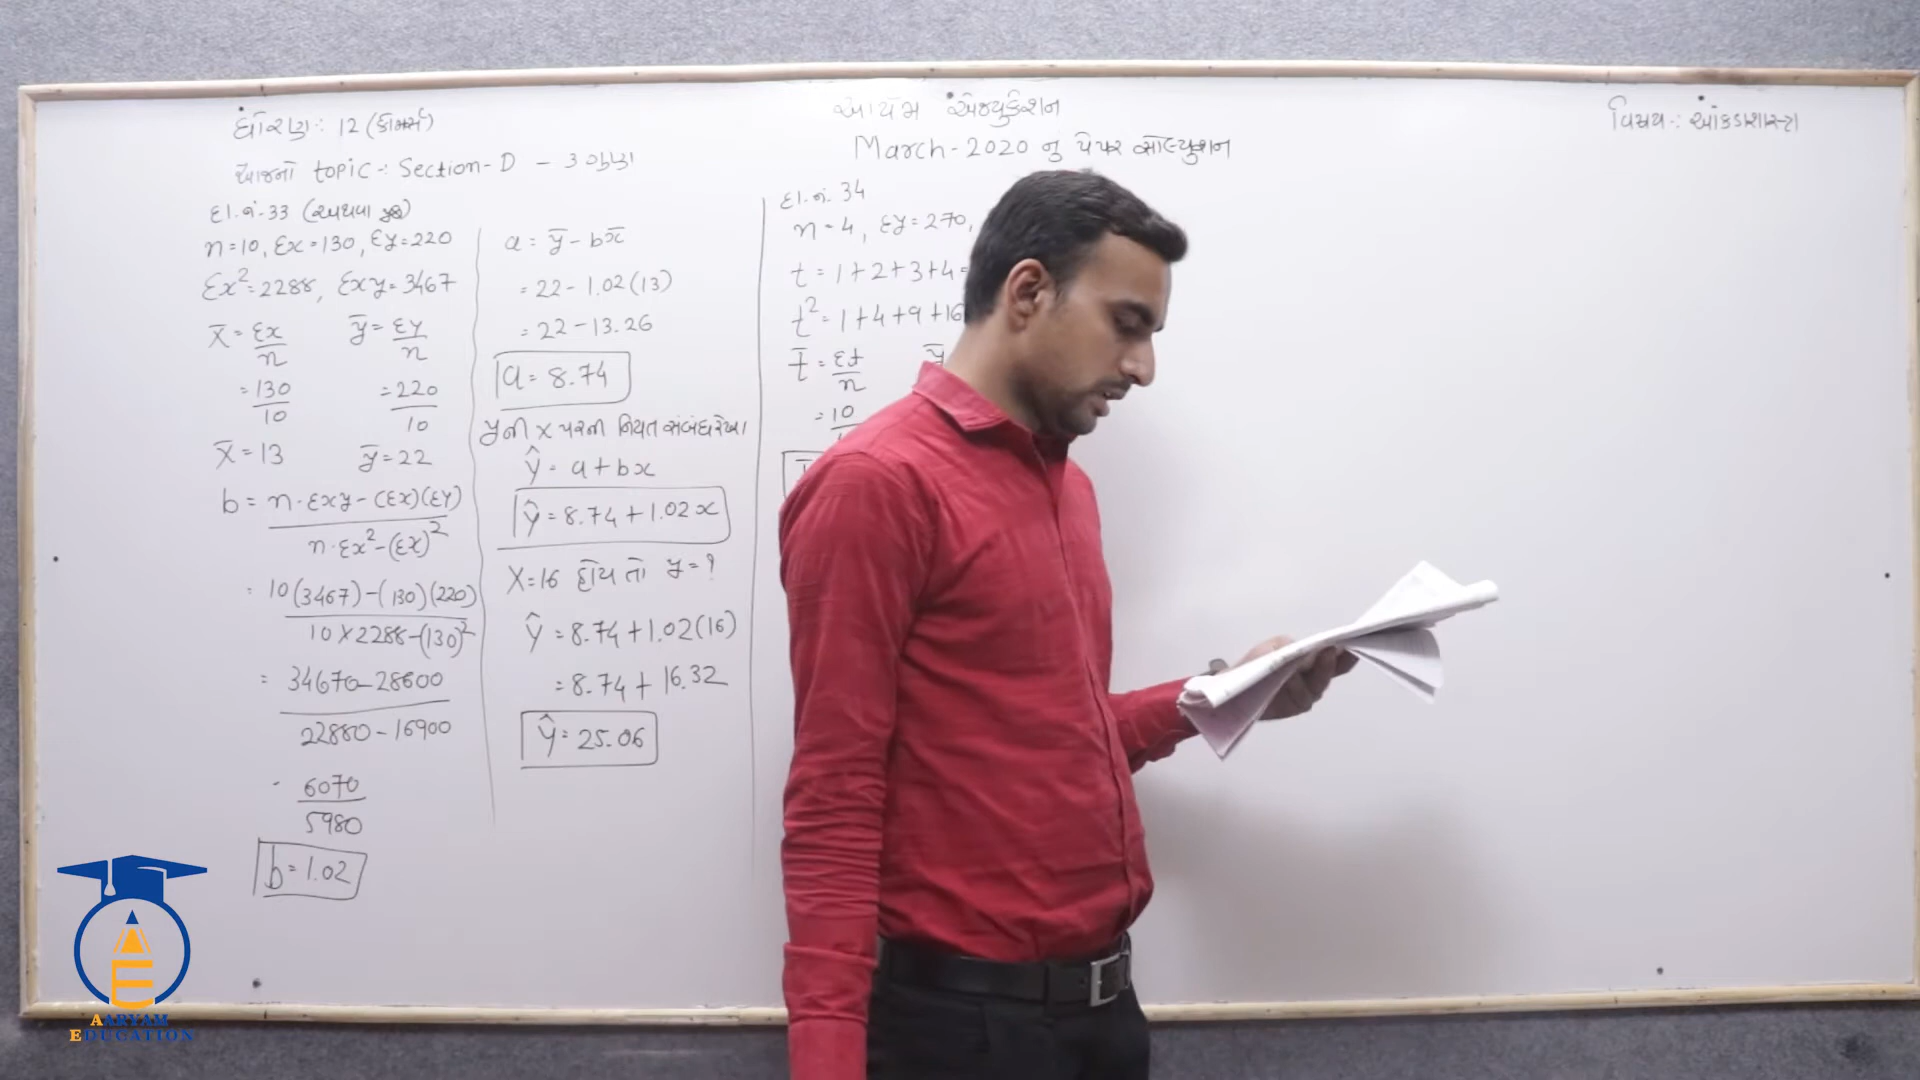 ધોરણ : 12 (કોમર્સ)
આર્યમ એજ્યુકેશન
વિષય : આંકડાશાસ્ત્ર
March-2020 નુ પેપર સોલ્યુશન
આજનો topic : Section-D - 3 ગુણ
દા.નં-33 (અથવા
n=10, Σx=130, Σy=220
Σx²=2288, Σxy=3467
x̄ = Σx/n ȳ = Σy/n
= 130/10 = 220/10
x̄ = 13 ȳ = 22
b = n·Σxy-(Σx)(Σy) / n·Σx²-(Σx)²
= 10(3467)-(130)(220) / 10×2288-(130)²
= 34670-28600 / 22880-16900
= 6070/5980
b = 1.02
a = ȳ - bx̄
= 22-1.02(13)
= 22-13.26
a = 8.74
yની x પરની નિયત સંબંધરેખા
ŷ = a+bx
ŷ = 8.74+1.02x
X=16 હોય તો y=?
ŷ = 8.74+1.02(16)
= 8.74+16.32
ŷ = 25.06
દા.નં. 34
n=4, Σy=270,
t = 1+2+3+4=
t² = 1+4+9+16
t̄ = Σt/n ȳ
= 10
AARYAM
EDUCATION